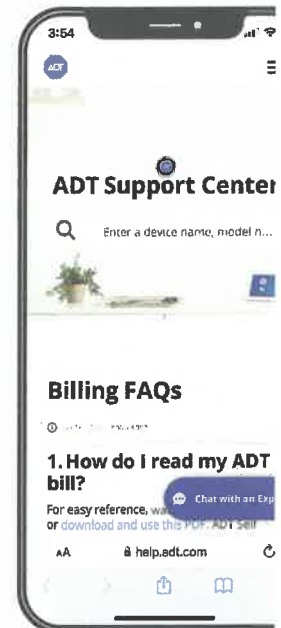 3:54
ADT
ADT Support Center
Enter a device name, model n...
Billing FAQs
1. How do I read my ADT
bill?
For easy reference,
or download and use this PDF. ADT Self
Chat with an Exp
AA help.adt.com